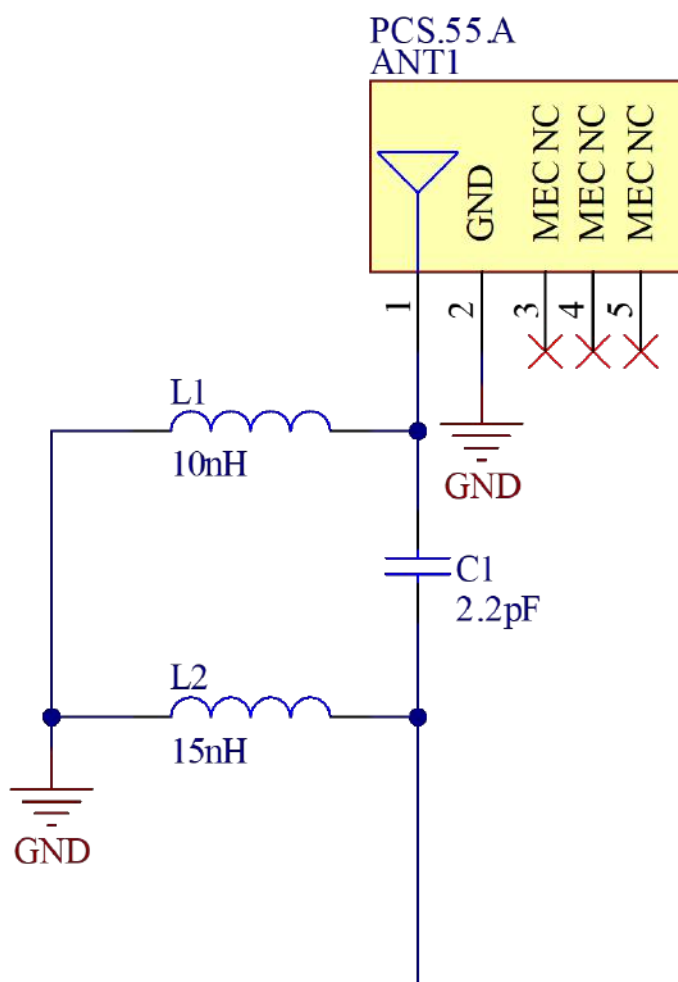 PCS.55.A
ANT1
GND
MEC NC
MEC NC
MEC NC
1
2
3
4
5
L1
10nH
GND
C1
2.2pF
L2
15nH
GND